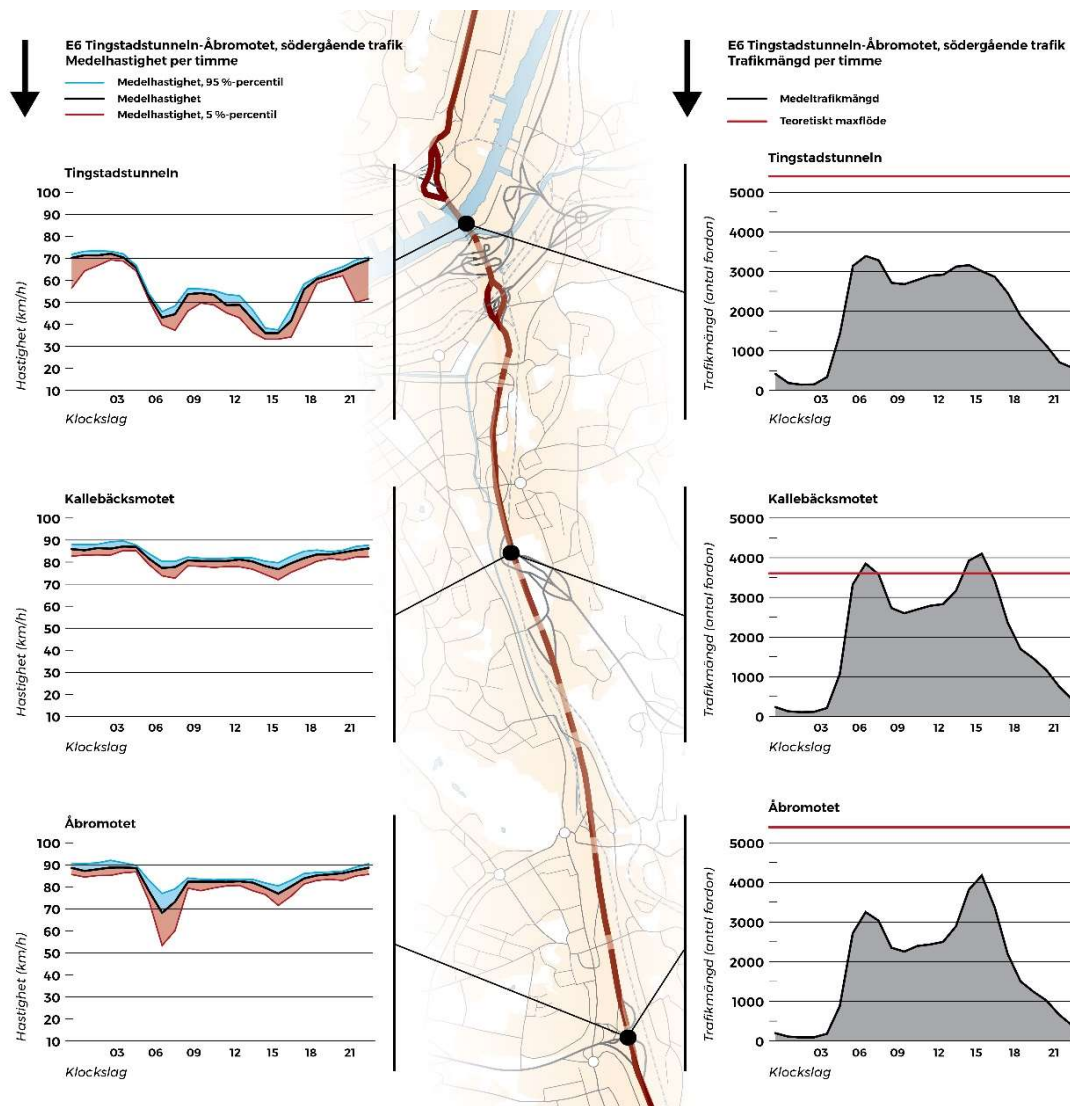 E6 Tingstadstunneln-Åbromotet, södergående trafik
Medelhastighet per timme
Medelhastighet, 95 %-percentil
Medelhastighet
Medelhastighet, 5 %-percentil
Tingstadstunneln
100
90
80
70
60
50
40
30
20
10
Hastighet (km/h)
03 06 09 12 15 18 21
Klockslag
Kallebäcksmotet
100
90
80
70
60
50
40
30
20
10
Hastighet (km/h)
03 06 09 12 15 18 21
Klockslag
Åbromotet
100
90
80
70
60
50
40
30
20
10
Hastighet (km/h)
03 06 09 12 15 18 21
Klockslag
E6 Tingstadstunneln-Åbromotet, södergående trafik
Trafikmängd per timme
Medeltrafikmängd
Teoretiskt maxflöde
Tingstadstunneln
5000
4000
3000
2000
1000
0
Trafikmängd (antal fordon)
03 06 09 12 15 18 21
Klockslag
Kallebäcksmotet
5000
4000
3000
2000
1000
0
Trafikmängd (antal fordon)
03 06 09 12 15 18 21
Klockslag
Åbromotet
5000
4000
3000
2000
1000
0
Trafikmängd (antal fordon)
03 06 09 12 15 18 21
Klockslag